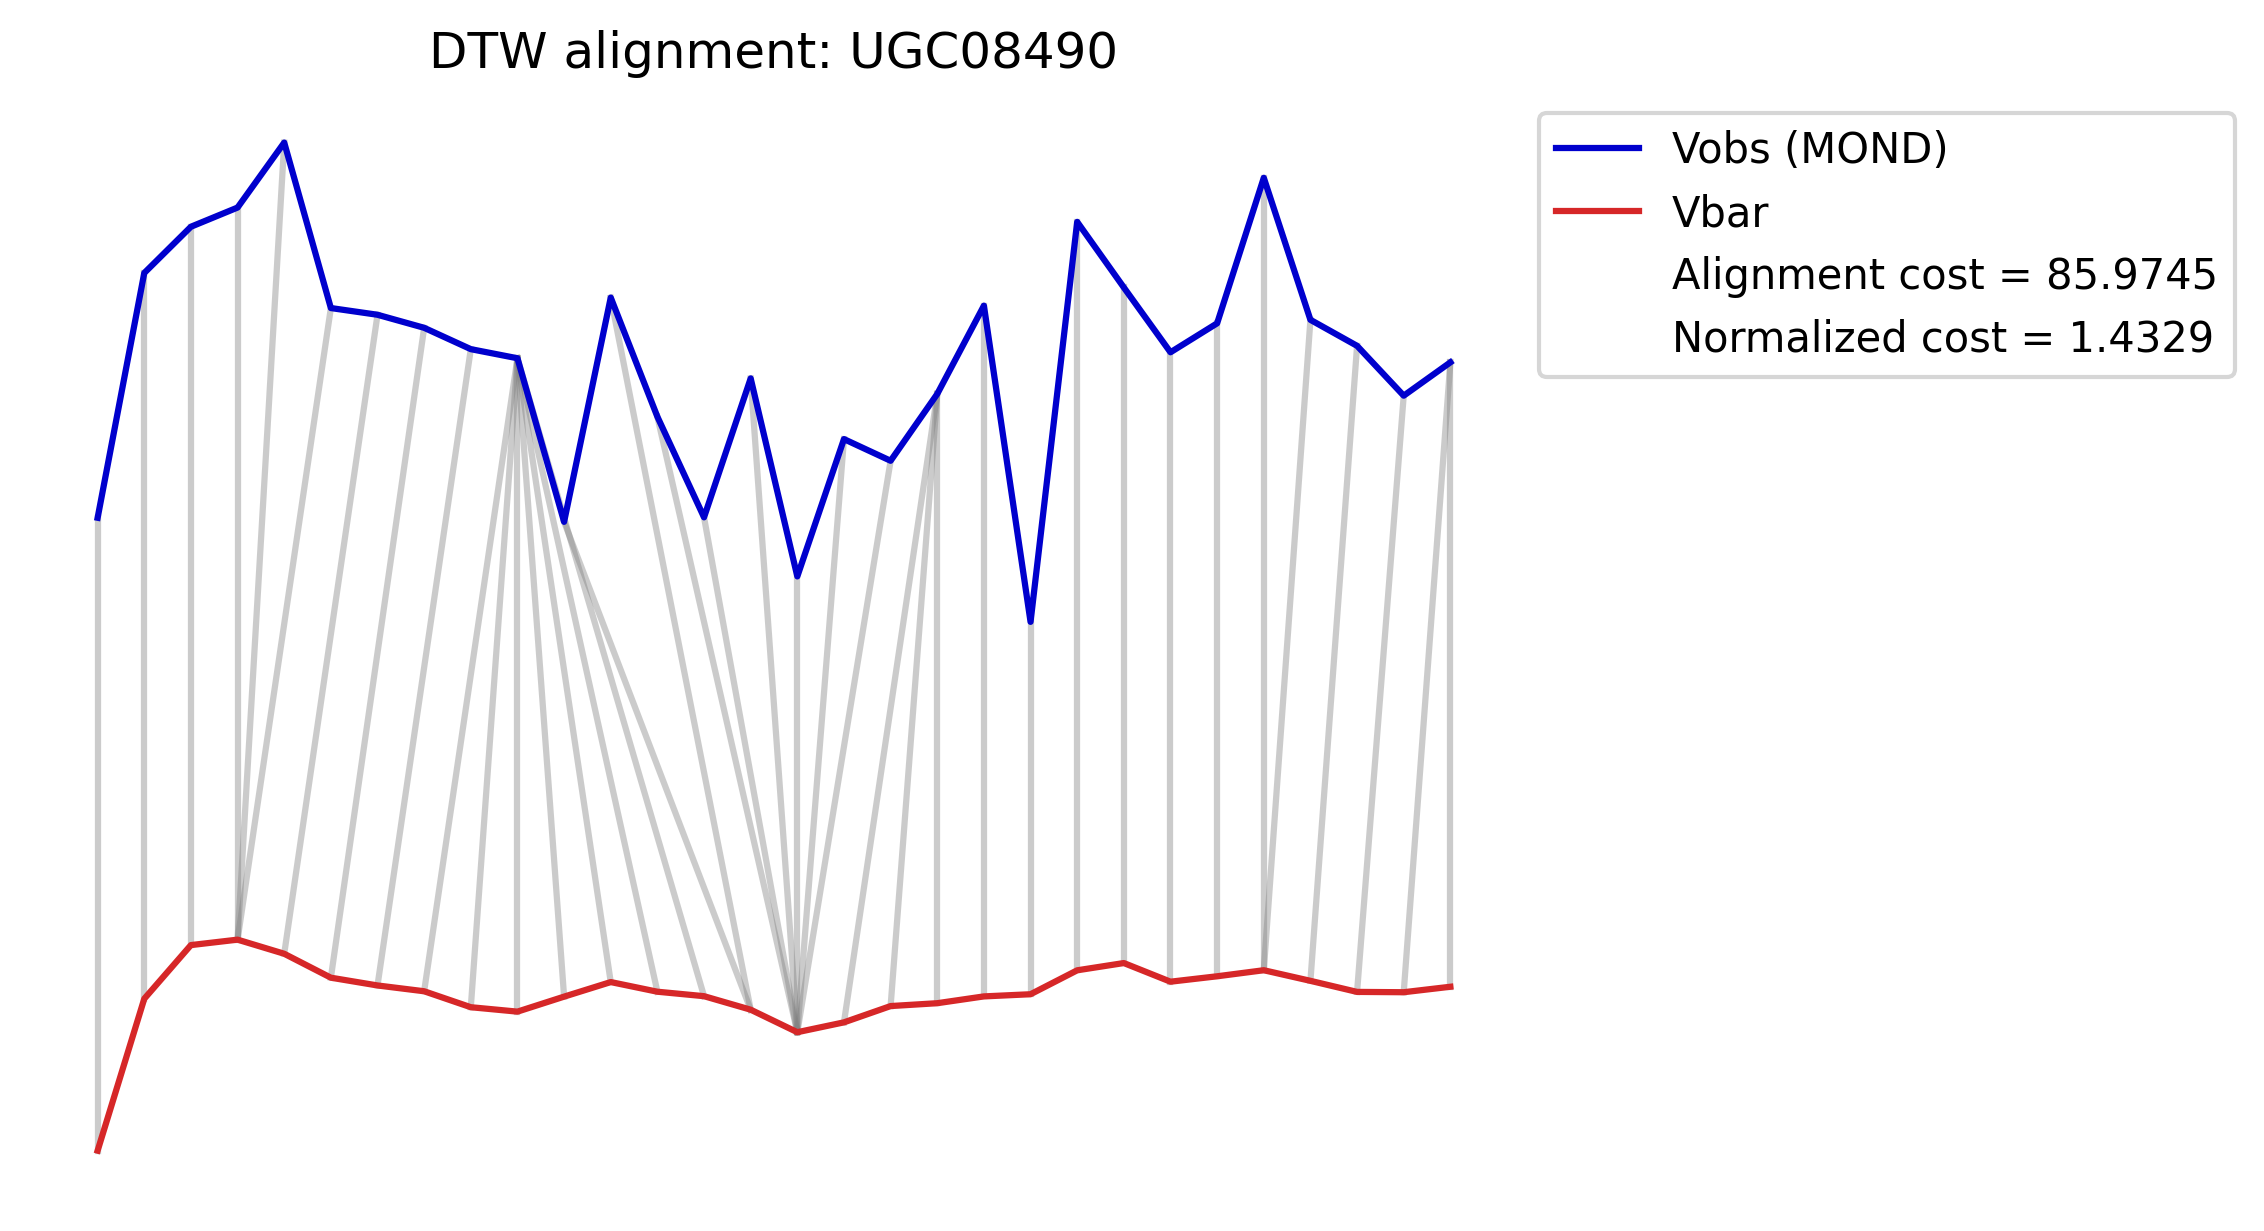 DTW alignment: UGC08490
Vobs (MOND)
Vbar
Alignment cost = 85.9745
Normalized cost = 1.4329